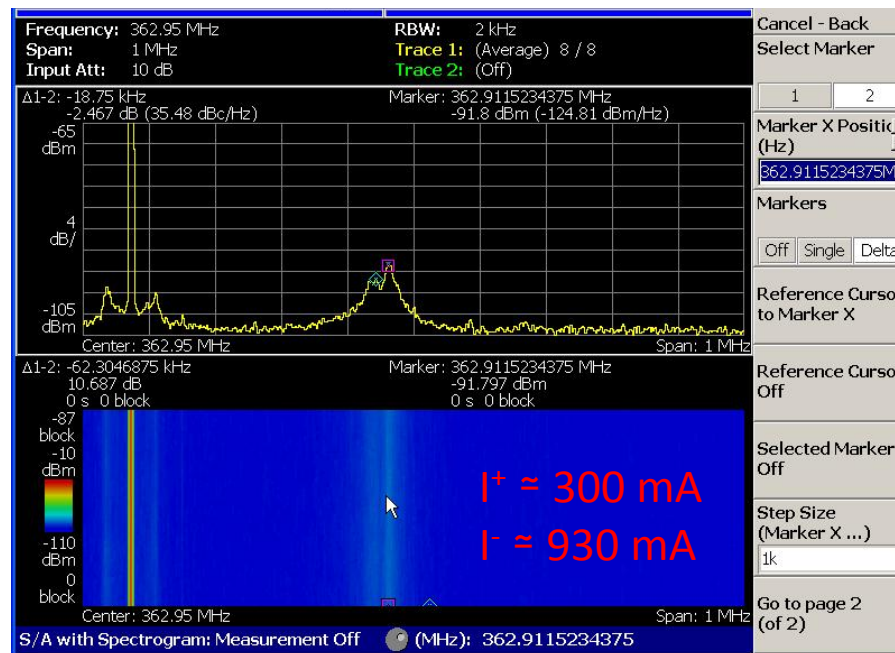 Frequency: 362.95 MHz
Span: 1 MHz
Input Att: 10 dB
RBW: 2 kHz
Trace 1: (Average) 8 / 8
Trace 2: (Off)
Δ1-2: -18.75 kHz
-2.467 dB (35.48 dBc/Hz)
Marker: 362.9115234375 MHz
-91.8 dBm (-124.81 dBm/Hz)
-65
dBm
4
dB/
-105
dBm
Center: 362.95 MHz
Span: 1 MHz
Δ1-2: -62.3046875 kHz
10.687 dB
0 s 0 block
Marker: 362.9115234375 MHz
-91.797 dBm
0 s 0 block
-87
block
-10
dBm
-110
dBm
0
block
I⁺ ≃ 300 mA
I⁻ ≃ 930 mA
Center: 362.95 MHz
Span: 1 MHz
S/A with Spectrogram: Measurement Off (MHz): 362.9115234375
Cancel - Back
Select Marker
1 2
Marker X Positi
(Hz)
362.9115234375M
Markers
Off Single Delta
Reference Curso
to Marker X
Reference Curso
Off
Selected Marker
Off
Step Size
(Marker X ...)
1k
Go to page 2
(of 2)